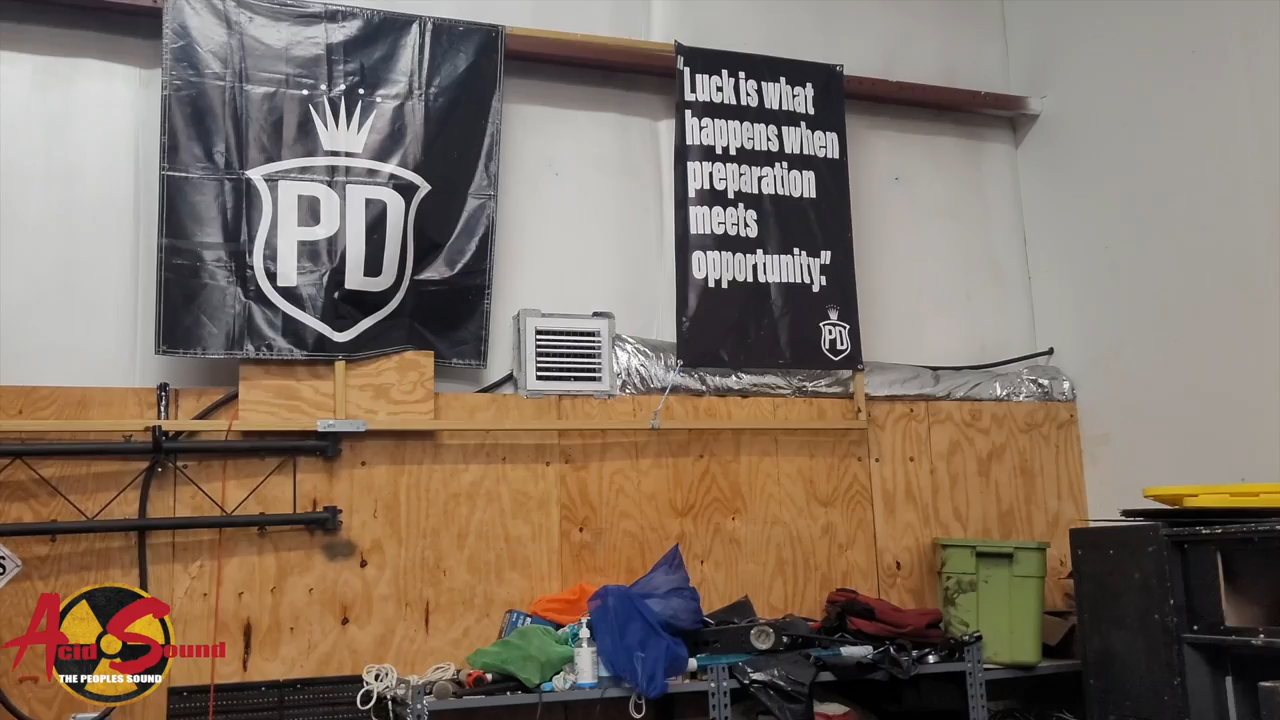 PD
"Luck is what
happens when
preparation
meets
opportunity."
PD
S
Acid Sound
THE PEOPLES SOUND